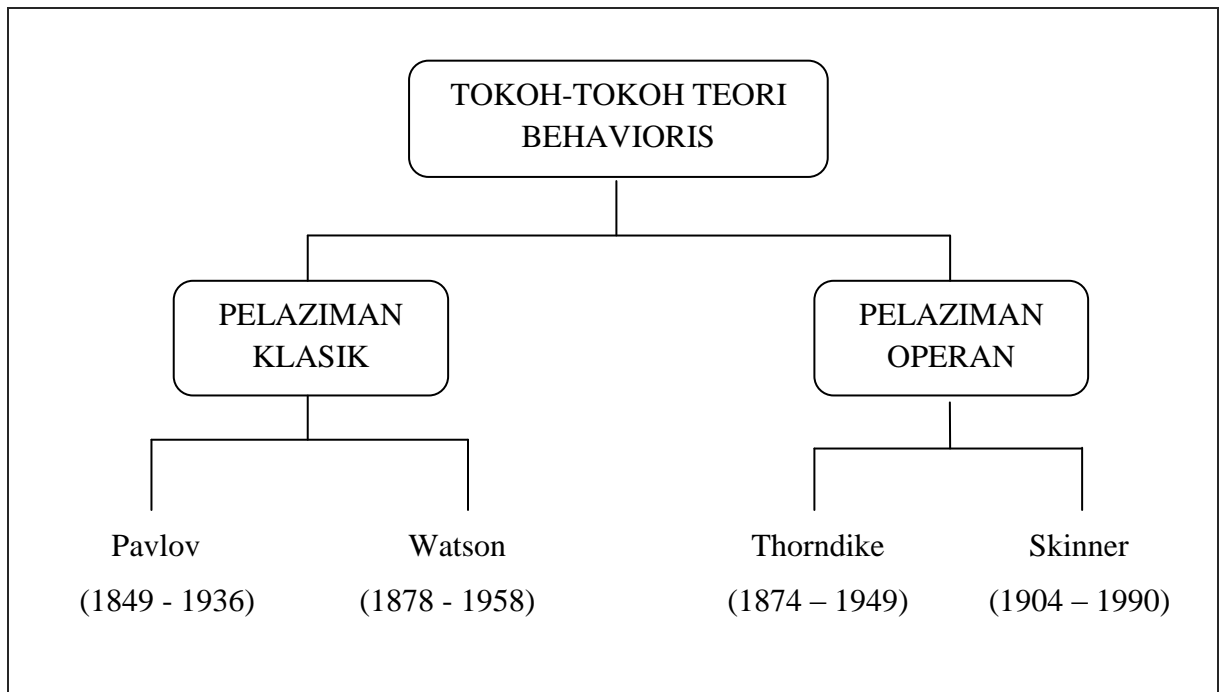 TOKOH-TOKOH TEORI
BEHAVIORIS
PELAZIMAN
KLASIK
PELAZIMAN
OPERAN
Pavlov
(1849 - 1936)
Watson
(1878 - 1958)
Thorndike
(1874 – 1949)
Skinner
(1904 – 1990)